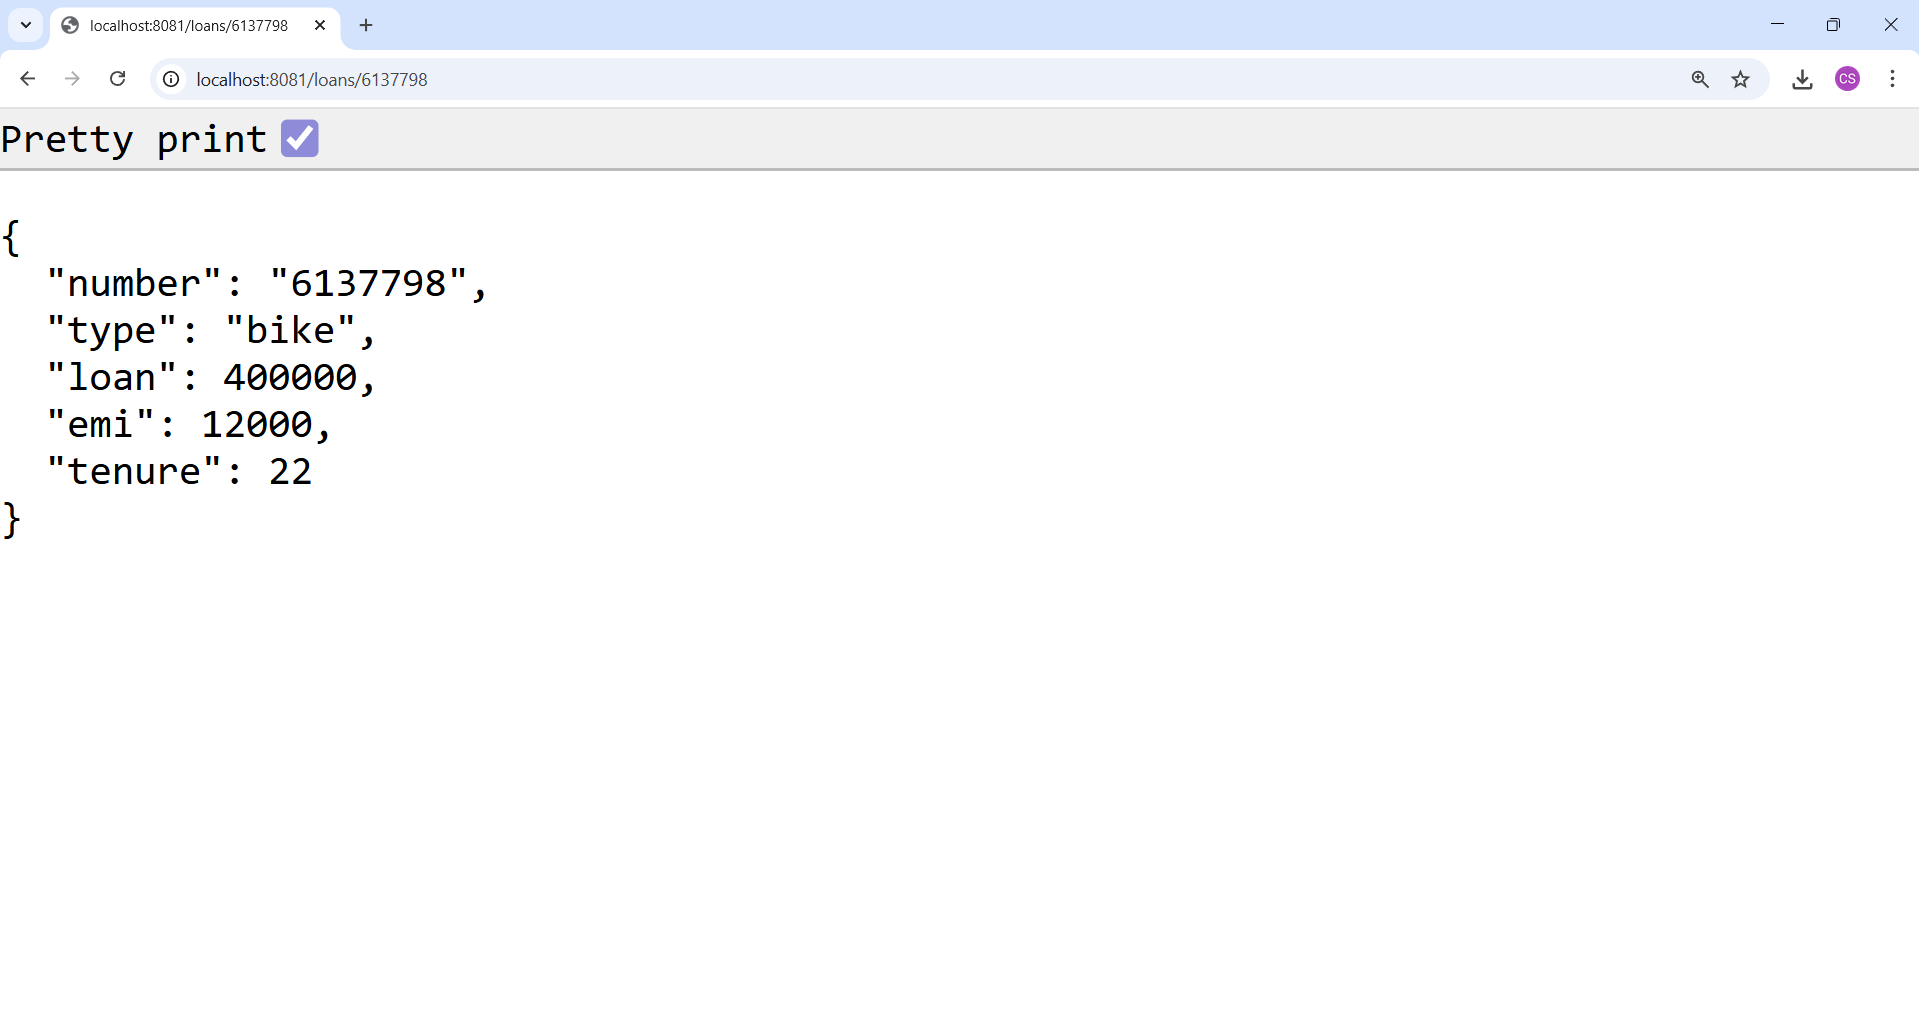 localhost:8081/loans/6137798
localhost:8081/loans/6137798
CS
Pretty print
{
  "number": "6137798",
  "type": "bike",
  "loan": 400000,
  "emi": 12000,
  "tenure": 22
}